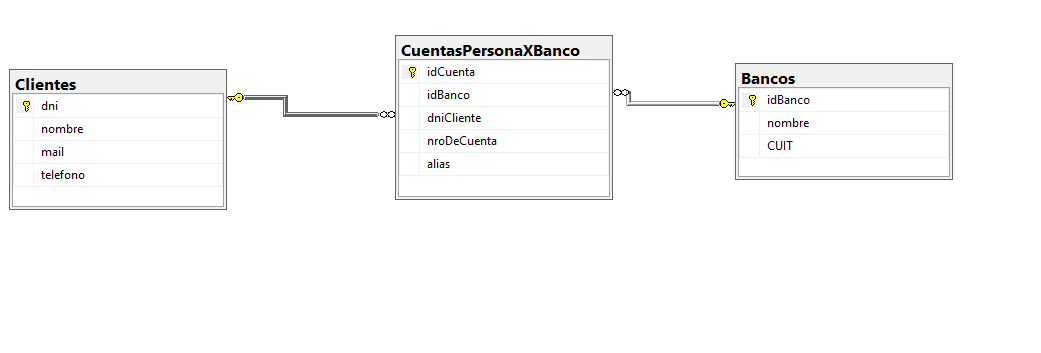 Clientes
dni
nombre
mail
telefono
CuentasPersonaXBanco
idCuenta
idBanco
dniCliente
nroDeCuenta
alias
Bancos
idBanco
nombre
CUIT